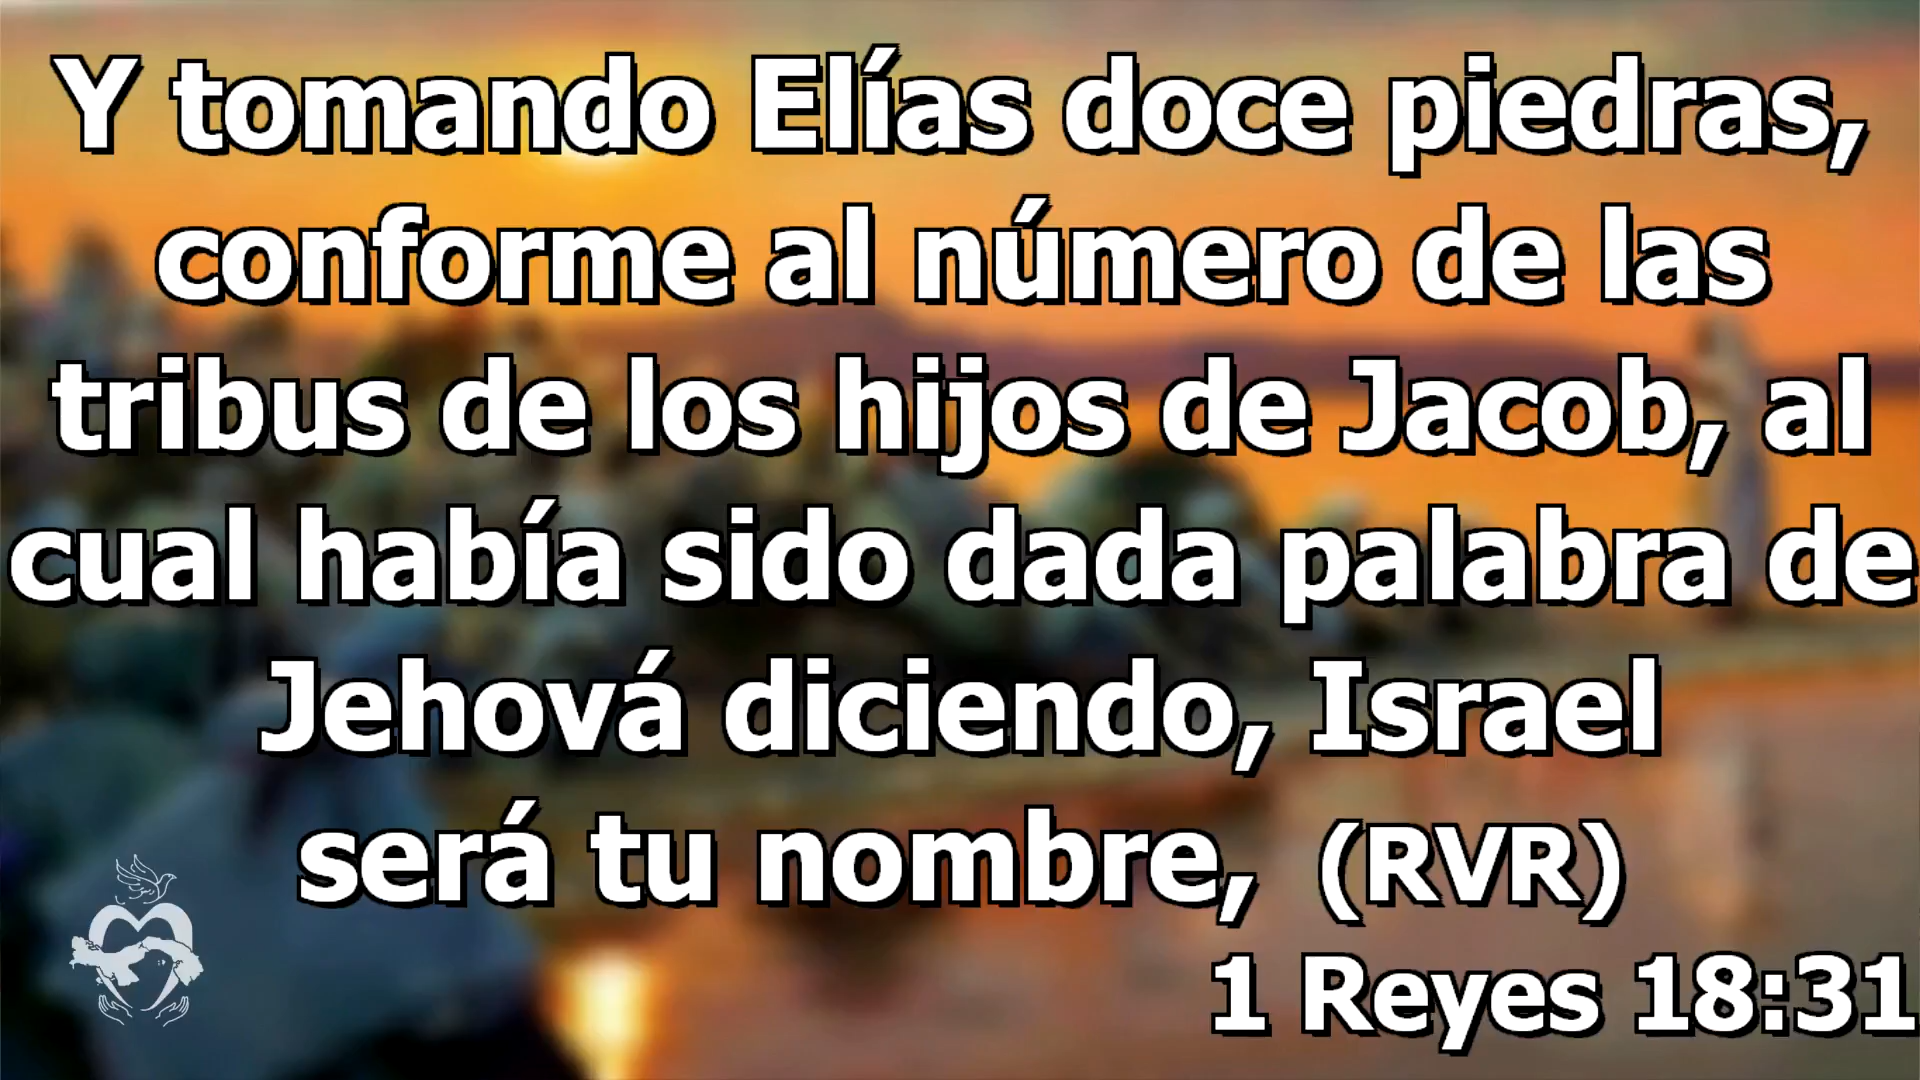 Y tomando Elías doce piedras,
conforme al número de las
tribus de los hijos de Jacob, al
cual había sido dada palabra de
Jehová diciendo, Israel
será tu nombre, (RVR)
1 Reyes 18:31